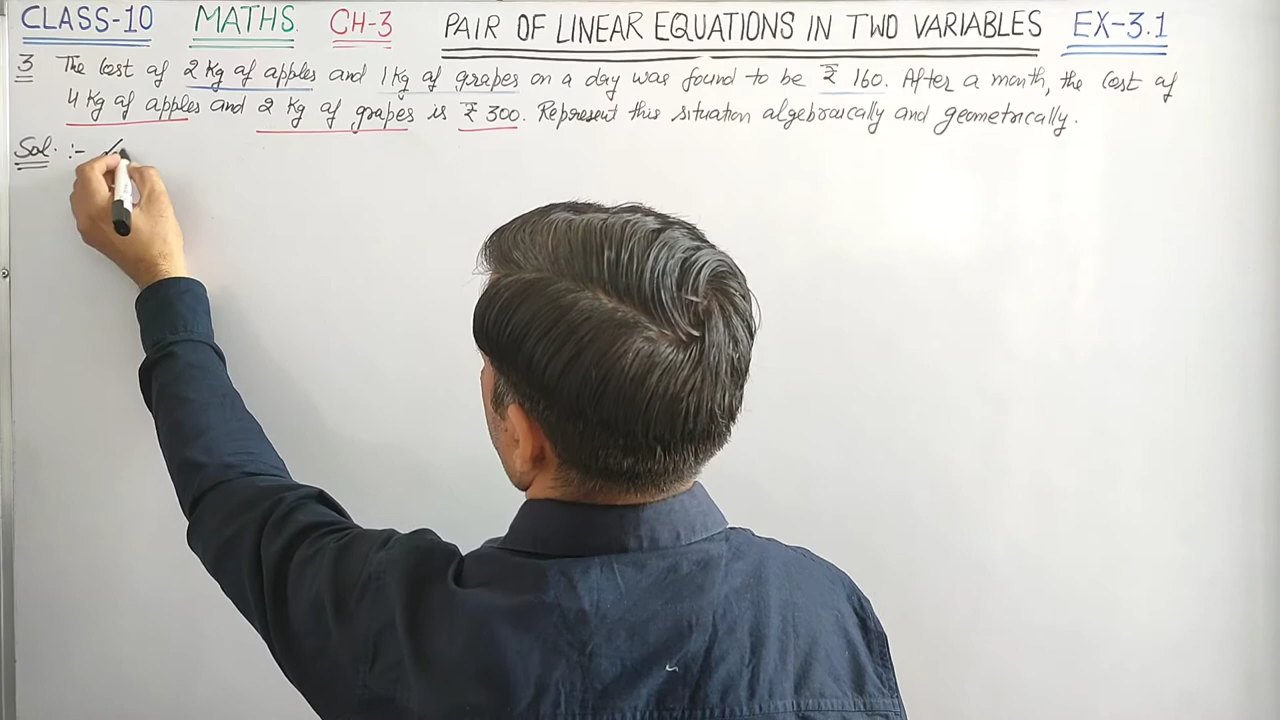 CLASS-10 MATHS. CH-3 PAIR OF LINEAR EQUATIONS IN TWO VARIABLES EX-3.1
3 The cost of 2 kg of apples and 1 kg of grapes on a day was found to be ₹ 160. After a month, the cost of
4 kg of apples and 2 kg of grapes is ₹ 300. Represent this situation algebraically and geometrically.
Sol. :-